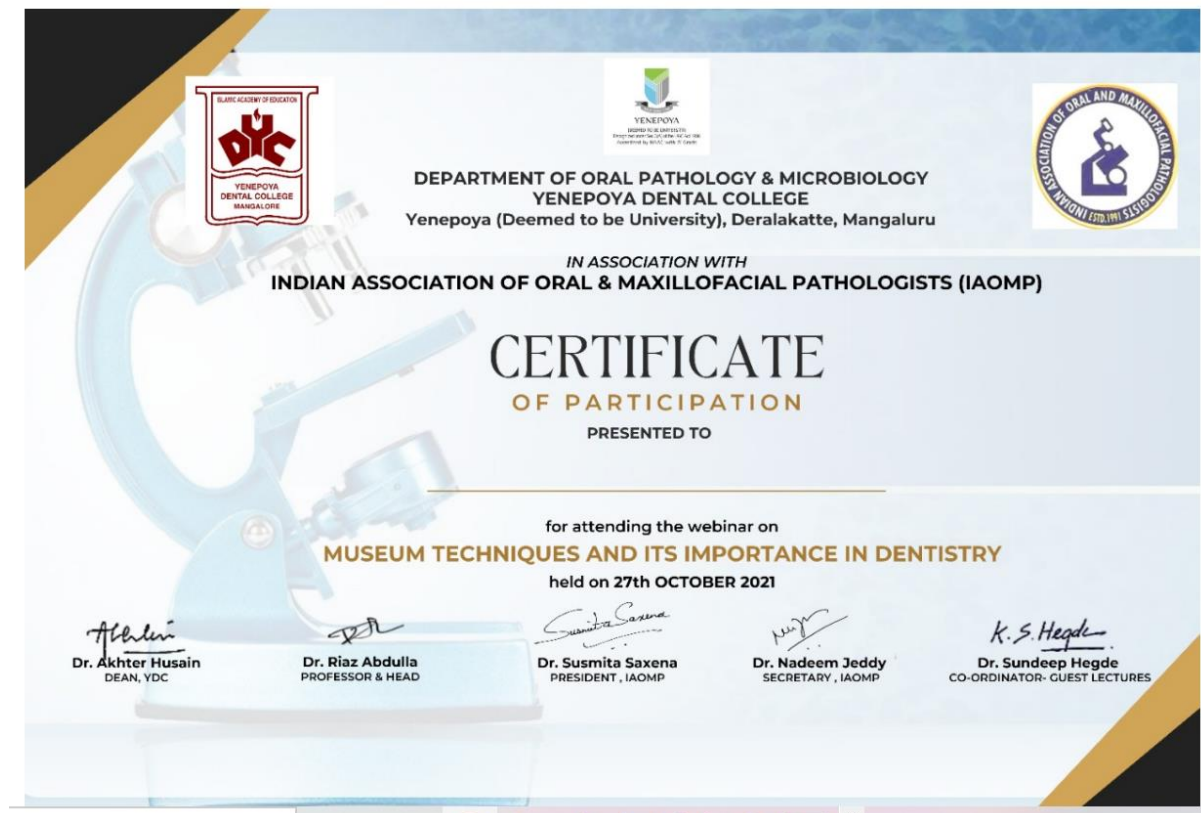 ISLAMIC ACADEMY OF EDUCATION
DYC
YENEPOYA
DENTAL COLLEGE
MANGALORE
YENEPOYA
(DEEMED TO BE UNIVERSITY)
INDIAN ASSOCIATION OF ORAL AND MAXILLOFACIAL PATHOLOGISTS
ESTD.1991
DEPARTMENT OF ORAL PATHOLOGY & MICROBIOLOGY
YENEPOYA DENTAL COLLEGE
Yenepoya (Deemed to be University), Deralakatte, Mangaluru
IN ASSOCIATION WITH
INDIAN ASSOCIATION OF ORAL & MAXILLOFACIAL PATHOLOGISTS (IAOMP)
CERTIFICATE
OF PARTICIPATION
PRESENTED TO
for attending the webinar on
MUSEUM TECHNIQUES AND ITS IMPORTANCE IN DENTISTRY
held on 27th OCTOBER 2021
Susmita Saxena
K. S. Hegde
Dr. Akhter Husain
DEAN, YDC
Dr. Riaz Abdulla
PROFESSOR & HEAD
Dr. Susmita Saxena
PRESIDENT , IAOMP
Dr. Nadeem Jeddy
SECRETARY , IAOMP
Dr. Sundeep Hegde
CO-ORDINATOR- GUEST LECTURES